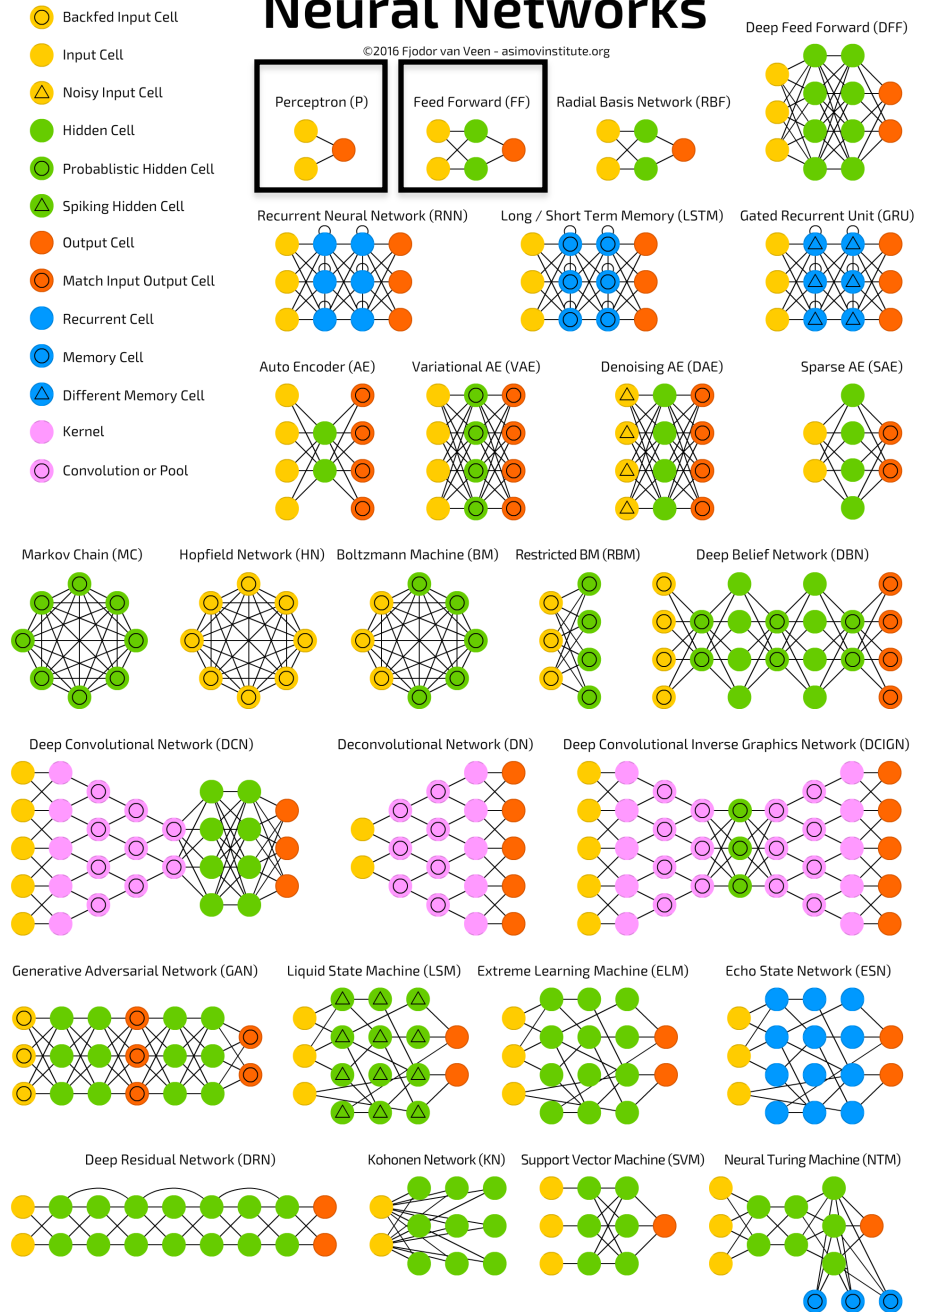 Neural Networks
©2016 Fjodor van Veen - asimovinstitute.org
Backfed Input Cell
Input Cell
Noisy Input Cell
Hidden Cell
Probablistic Hidden Cell
Spiking Hidden Cell
Output Cell
Match Input Output Cell
Recurrent Cell
Memory Cell
Different Memory Cell
Kernel
Convolution or Pool
Deep Feed Forward (DFF)
Perceptron (P)
Feed Forward (FF)
Radial Basis Network (RBF)
Recurrent Neural Network (RNN)
Long / Short Term Memory (LSTM)
Gated Recurrent Unit (GRU)
Auto Encoder (AE)
Variational AE (VAE)
Denoising AE (DAE)
Sparse AE (SAE)
Markov Chain (MC)
Hopfield Network (HN)
Boltzmann Machine (BM)
Restricted BM (RBM)
Deep Belief Network (DBN)
Deep Convolutional Network (DCN)
Deconvolutional Network (DN)
Deep Convolutional Inverse Graphics Network (DCIGN)
Generative Adversarial Network (GAN)
Liquid State Machine (LSM)
Extreme Learning Machine (ELM)
Echo State Network (ESN)
Deep Residual Network (DRN)
Kohonen Network (KN)
Support Vector Machine (SVM)
Neural Turing Machine (NTM)